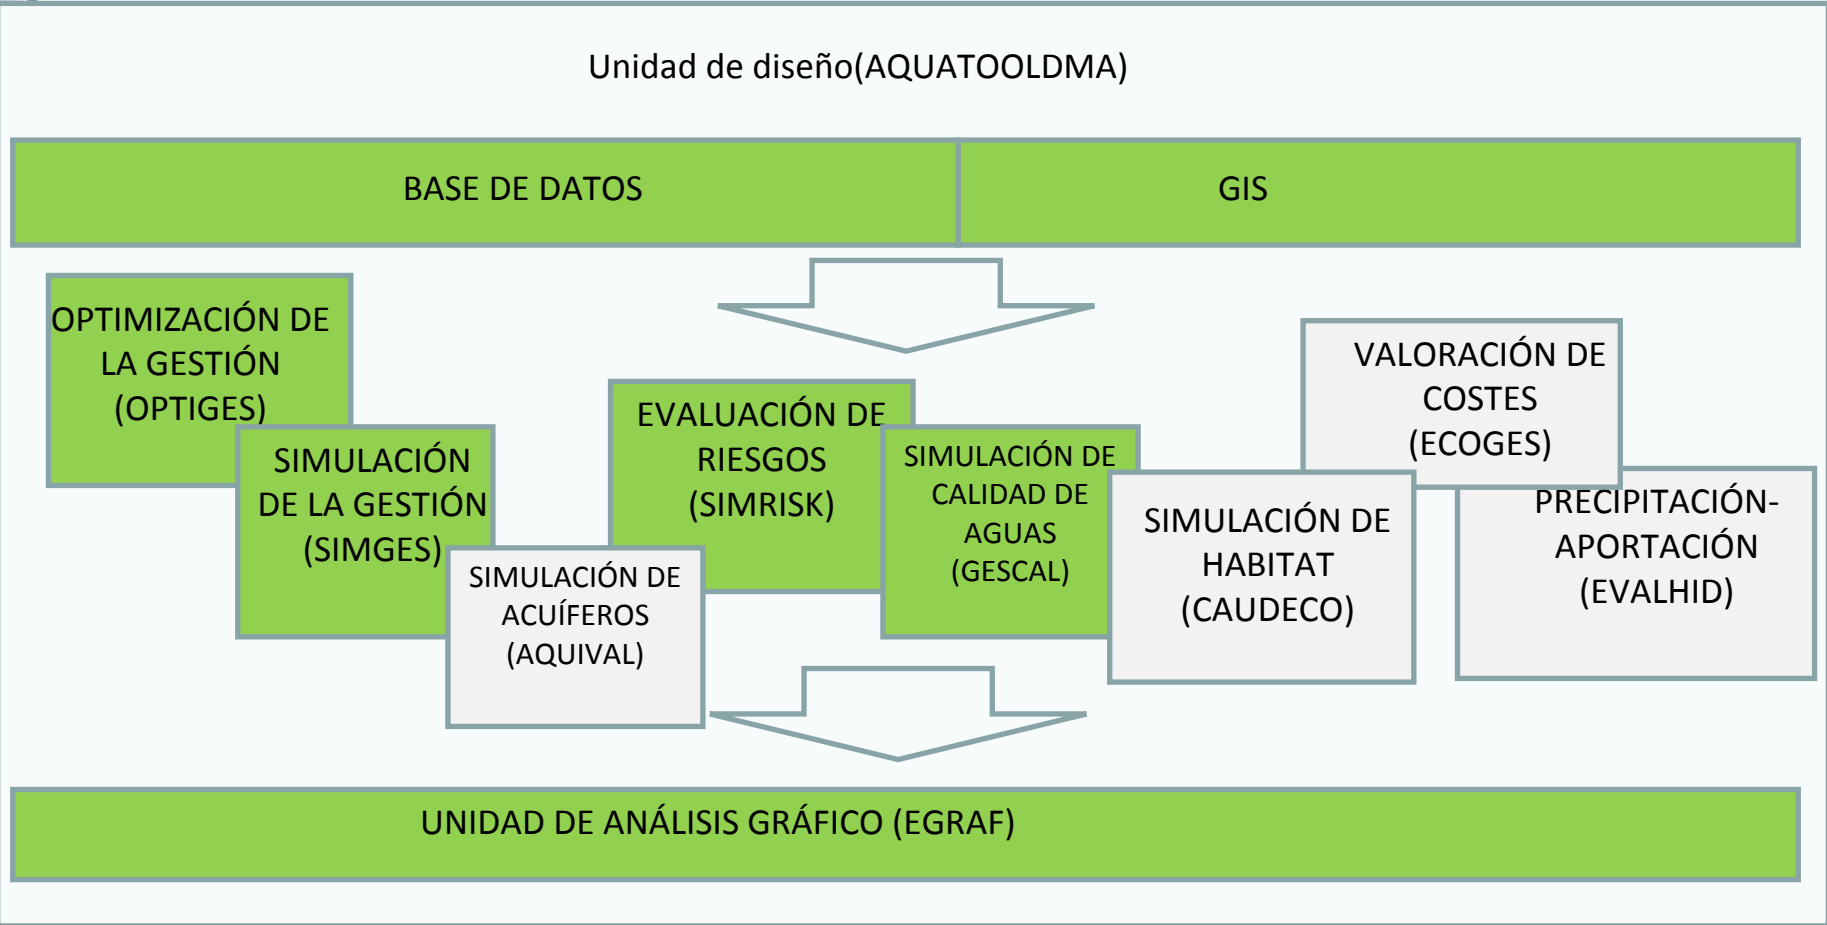 Unidad de diseño(AQUATOOLDMA)
BASE DE DATOS
GIS
OPTIMIZACIÓN DE
LA GESTIÓN
(OPTIGES)
SIMULACIÓN
DE LA GESTIÓN
(SIMGES)
SIMULACIÓN DE
ACUÍFEROS
(AQUIVAL)
EVALUACIÓN DE
RIESGOS
(SIMRISK)
SIMULACIÓN DE
CALIDAD DE
AGUAS
(GESCAL)
SIMULACIÓN DE
HABITAT
(CAUDECO)
VALORACIÓN DE
COSTES
(ECOGES)
PRECIPITACIÓN-
APORTACIÓN
(EVALHID)
UNIDAD DE ANÁLISIS GRÁFICO (EGRAF)